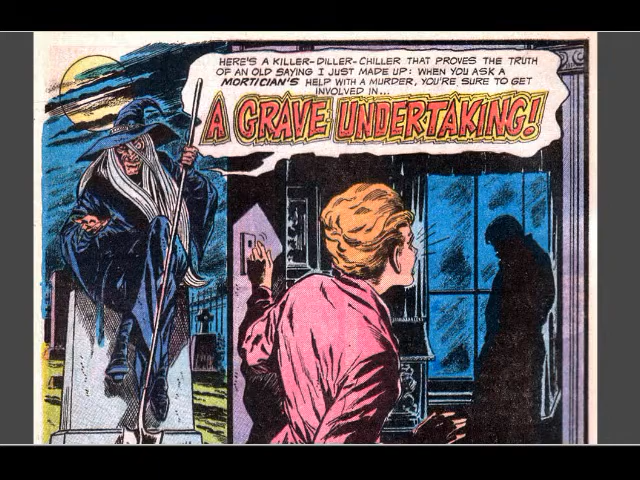 HERE'S A KILLER-DILLER-CHILLER THAT PROVES THE TRUTH
OF AN OLD SAYING I JUST MADE UP: WHEN YOU ASK A
MORTICIAN'S HELP WITH A MURDER, YOU'RE SURE TO GET
INVOLVED IN...
A GRAVE UNDERTAKING!